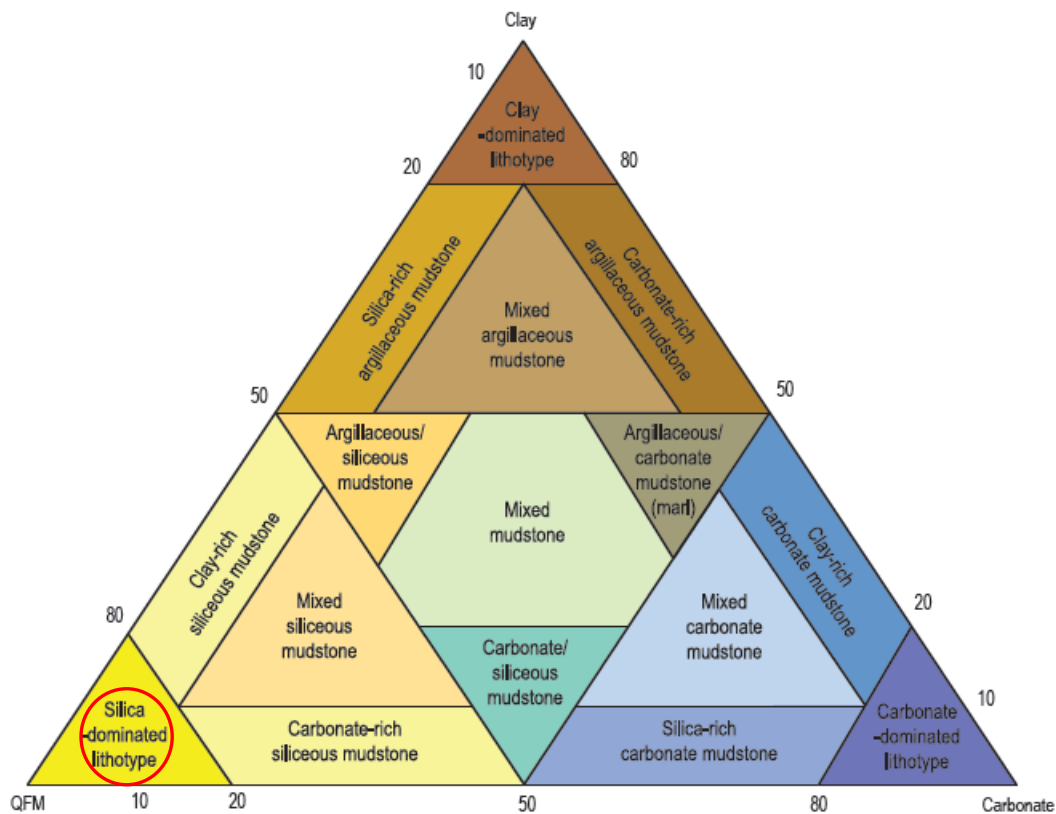 Clay
10
Clay
-dominated
lithotype
20
80
Silica-rich
argillaceous mudstone
Carbonate-rich
argillaceous mudstone
Mixed
argillaceous
mudstone
50
50
Argillaceous/
siliceous
mudstone
Argillaceous/
carbonate
mudstone
(marl)
Mixed
mudstone
Clay-rich
siliceous mudstone
Clay-rich
carbonate mudstone
80
20
Mixed
siliceous
mudstone
Mixed
carbonate
mudstone
Carbonate/
siliceous
mudstone
10
Silica
-dominated
lithotype
Carbonate-rich
siliceous mudstone
Silica-rich
carbonate mudstone
Carbonate
-dominated
lithotype
QFM
10
20
50
80
Carbonate